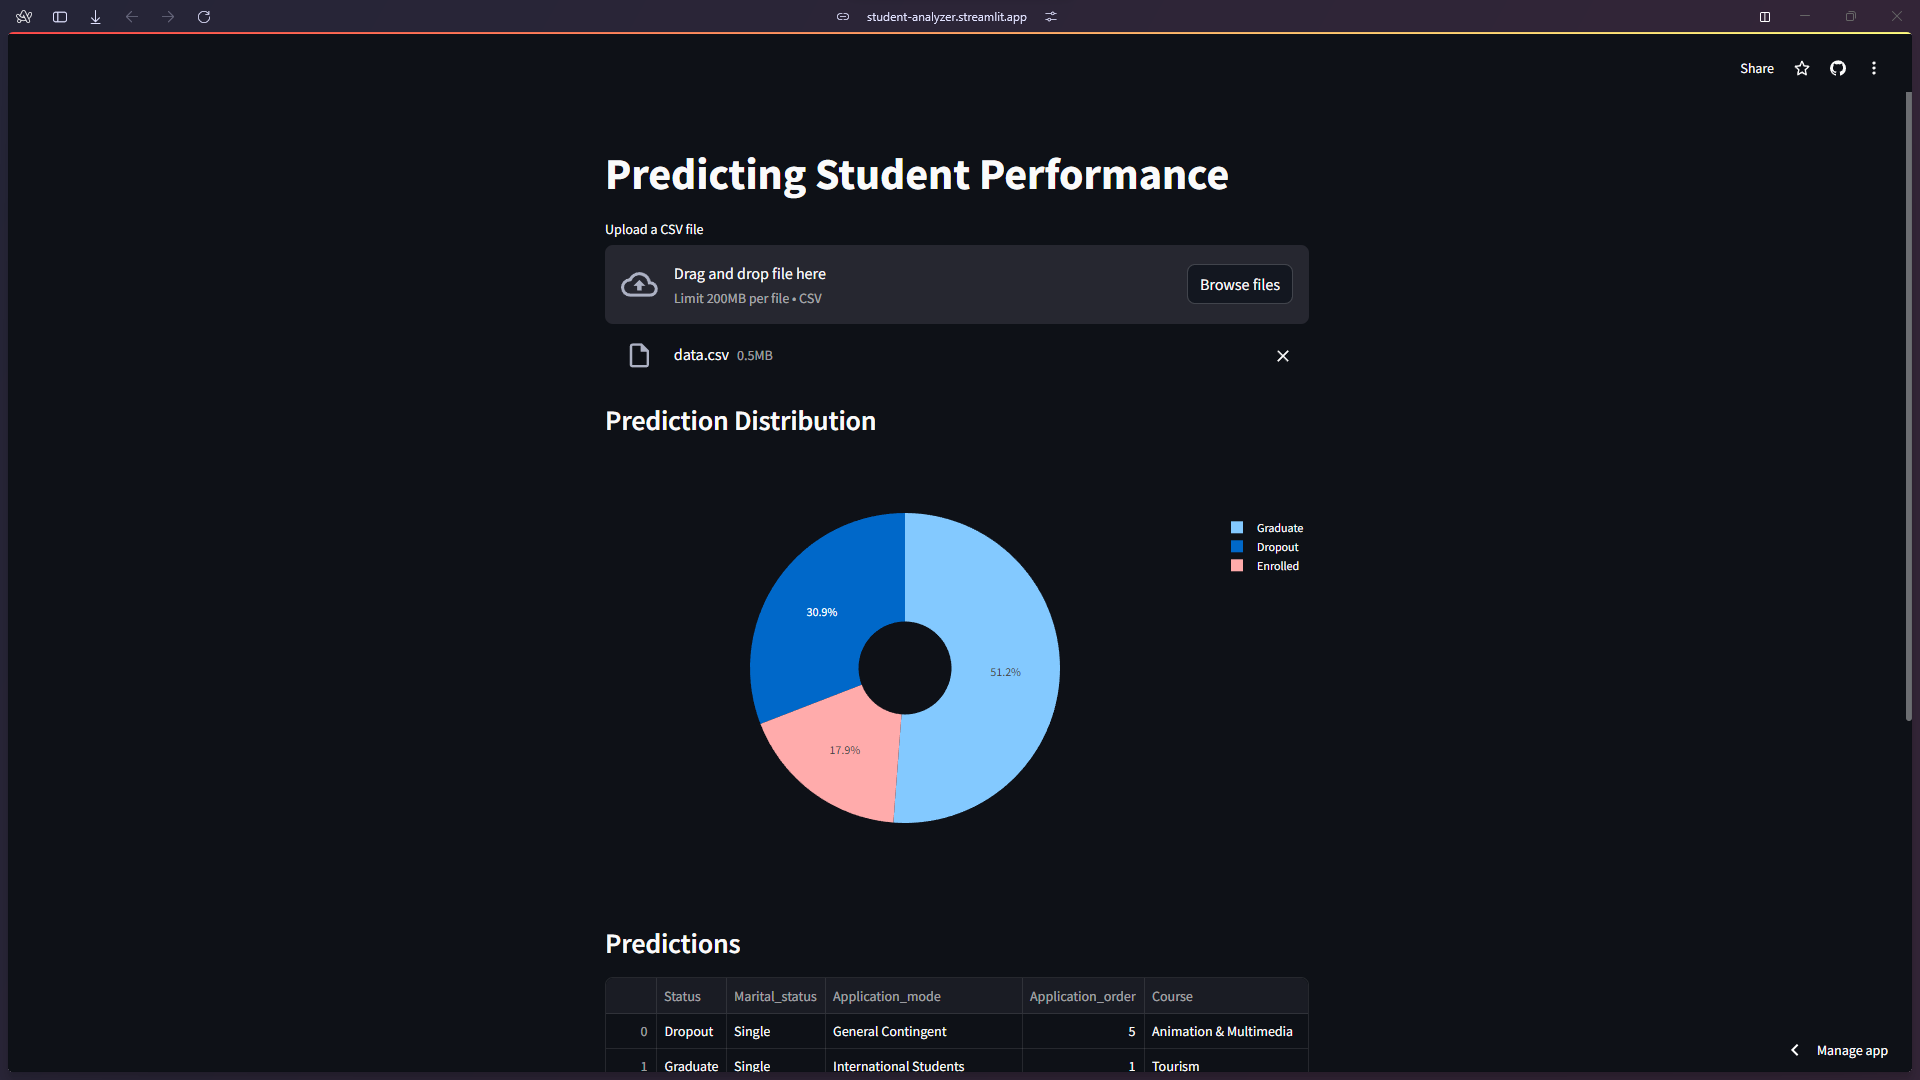 student-analyzer.streamlit.app
Share
Predicting Student Performance
Upload a CSV file
Drag and drop file here
Limit 200MB per file • CSV
Browse files
data.csv 0.5MB
Prediction Distribution
Graduate
Dropout
Enrolled
30.9%
51.2%
17.9%
Predictions
Status Marital_status Application_mode Application_order Course
0 Dropout Single General Contingent 5 Animation & Multimedia
1 Graduate Single International Students 1 Tourism
Manage app